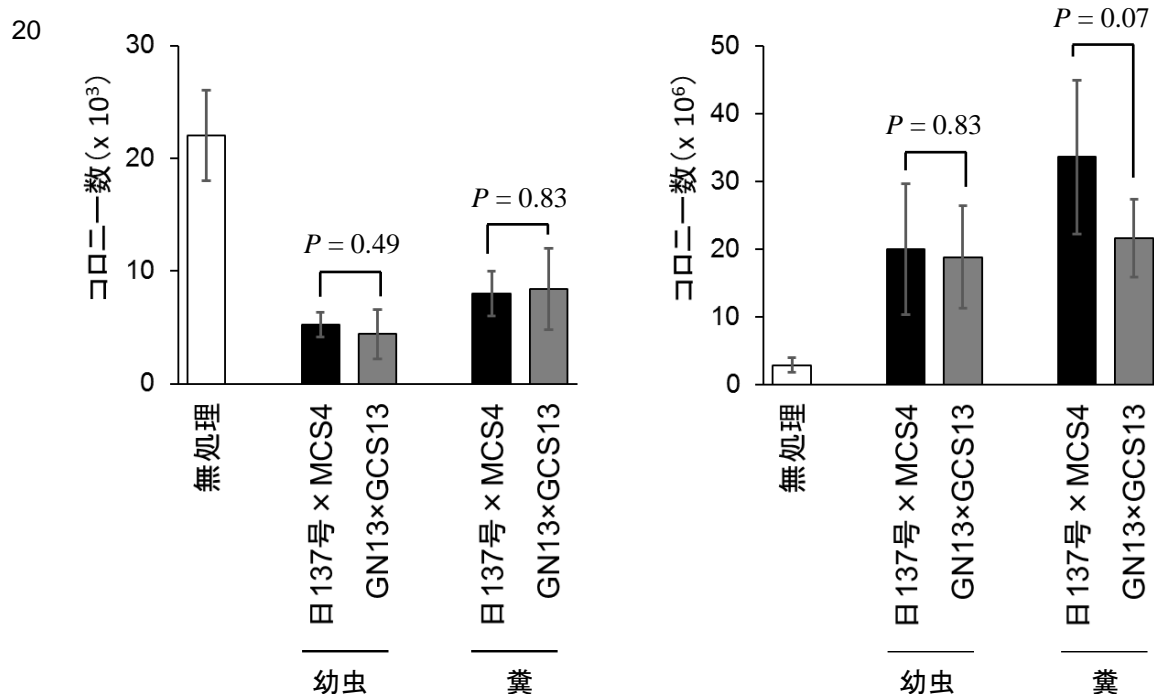 20
コロニー数(x 10³)
30
20
10
0
P = 0.49
P = 0.83
無処理
日137号×MCS4
GN13×GCS13
日137号×MCS4
GN13×GCS13
幼虫
糞
コロニー数(x 10⁶)
50
40
30
20
10
0
P = 0.83
P = 0.07
無処理
日137号×MCS4
GN13×GCS13
日137号×MCS4
GN13×GCS13
幼虫
糞